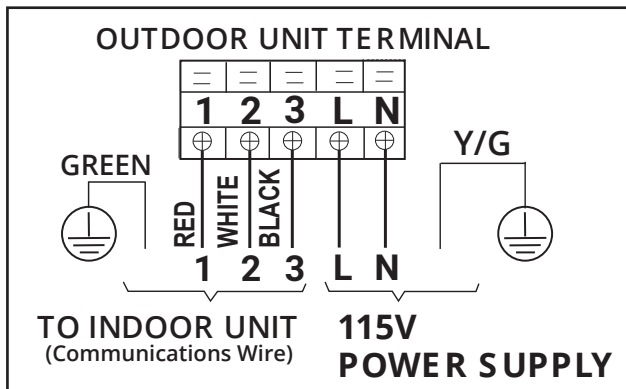 OUTDOOR UNIT TERMINAL
1 2 3 L N
GREEN
Y/G
RED
WHITE
BLACK
1 2 3 L N
TO INDOOR UNIT
(Communications Wire)
115V
POWER SUPPLY